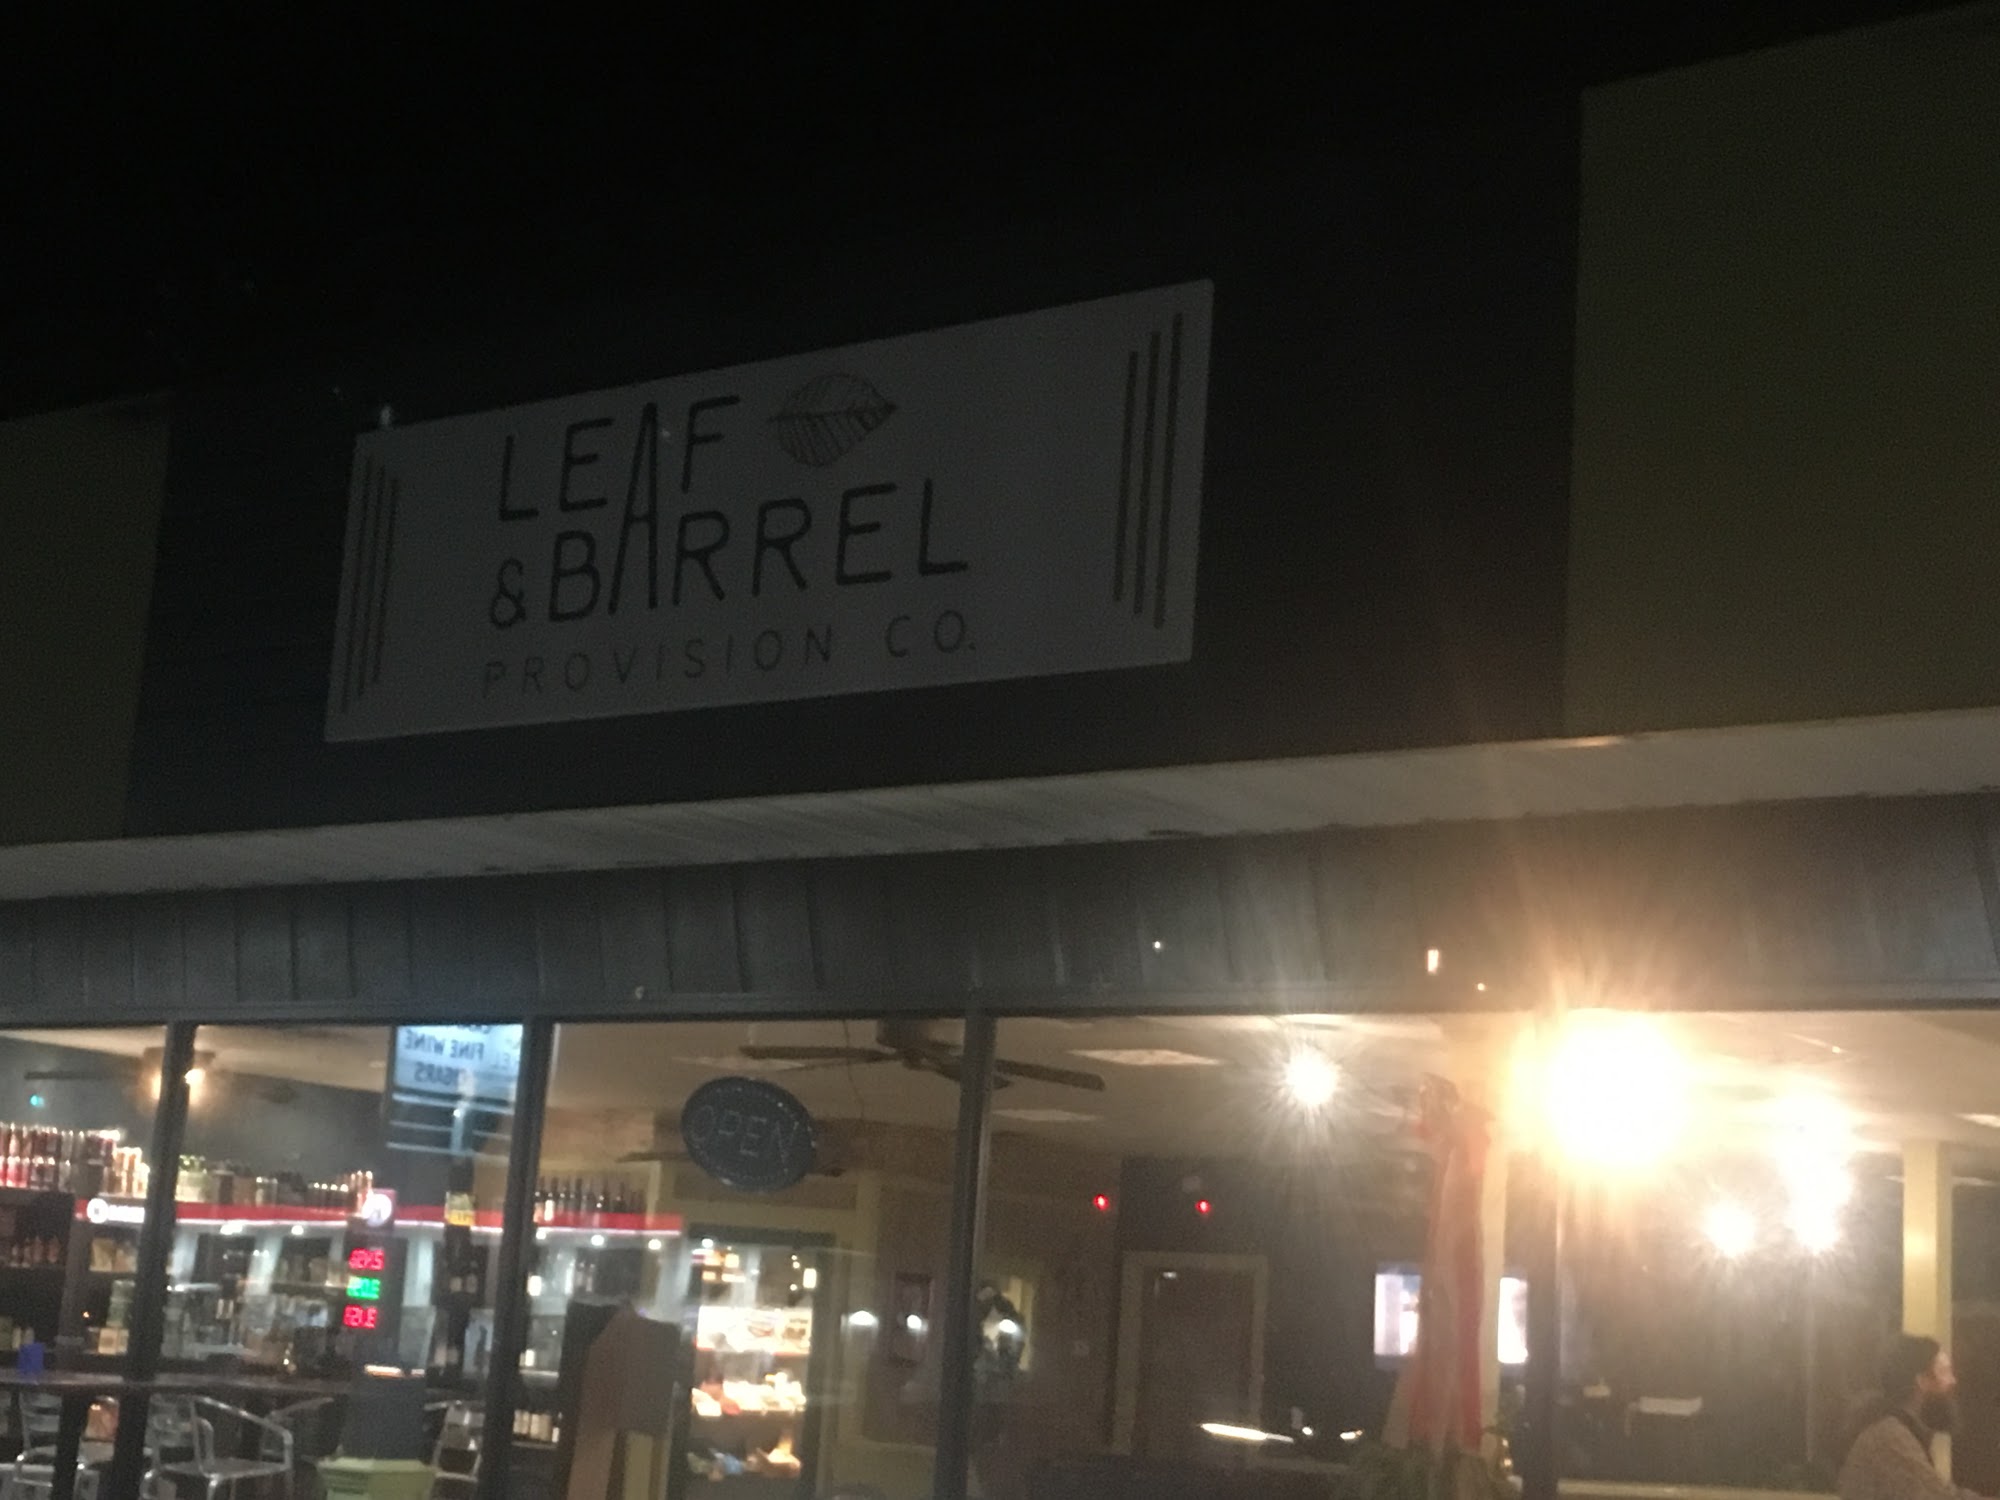 LEAF
& BARREL
PROVISION CO.
FINE WINE
OPEN